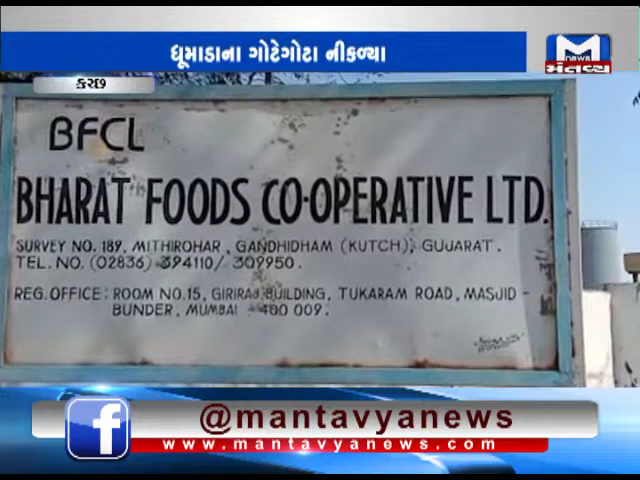 ધૂમાડાના ગોટેગોટા નીકળ્યા
M
news
મંતવ્ય
કચ્છ
BFCL
BHARAT FOODS CO-OPERATIVE LTD.
SURVEY NO. 189, MITHIROHAR, GANDHIDHAM (KUTCH), GUJARAT.
TEL. NO. (02836) 394110/ 309950.
REG. OFFICE: ROOM NO.15, GIRIRAJ BUILDING, TUKARAM ROAD, MASJID-
BUNDER, MUMBAI - 400 009.
f
@mantavyanews
www.mantavyanews.com